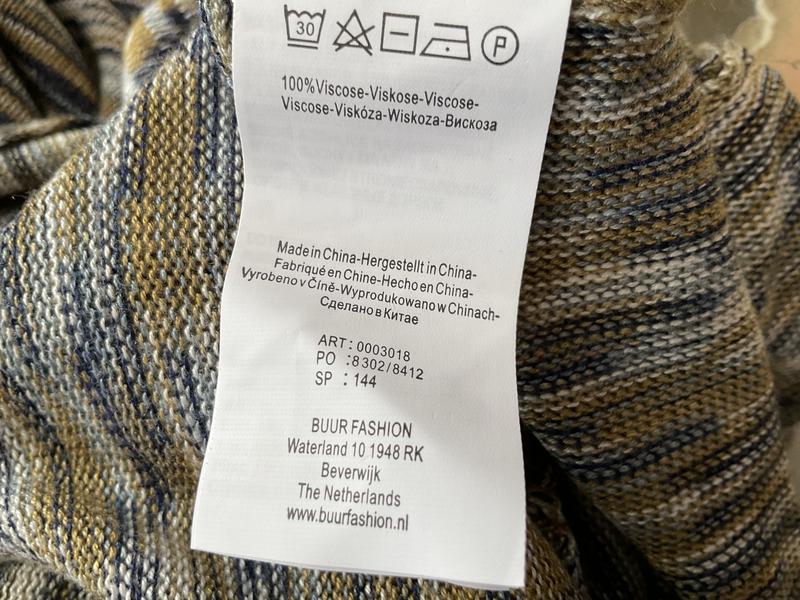 30
P
100%Viscose-Viskose-Viscose-
Viscose-Viskóza-Wiskoza-Вискоза
Made in China-Hergestellt in China-
Fabriqué en Chine-Hecho en China-
Vyrobeno v Číně-Wyprodukowano w Chinach-
Сделано в Китае
ART: 0003018
PO :8302/8412
SP : 144
BUUR FASHION
Waterland 10 1948 RK
Beverwijk
The Netherlands
www.buurfashion.nl